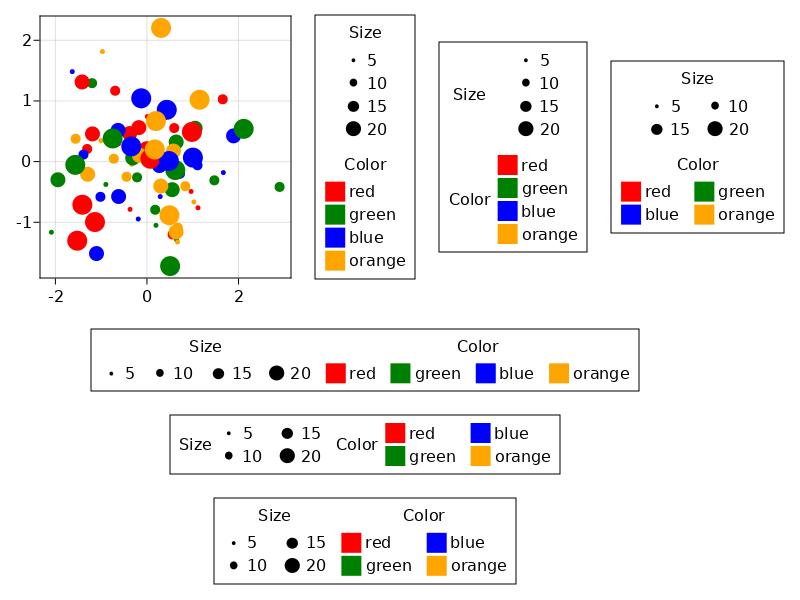 2
1
0
-1
-2 0 2
Size
5
10
15
20
Color
red
green
blue
orange
Size
5
10
15
20
Color
red
green
blue
orange
Size
5 10
15 20
Color
red green
blue orange
Size Color
5 10 15 20 red green blue orange
Size 5 15 Color red blue
10 20 green orange
Size Color
5 15 red blue
10 20 green orange